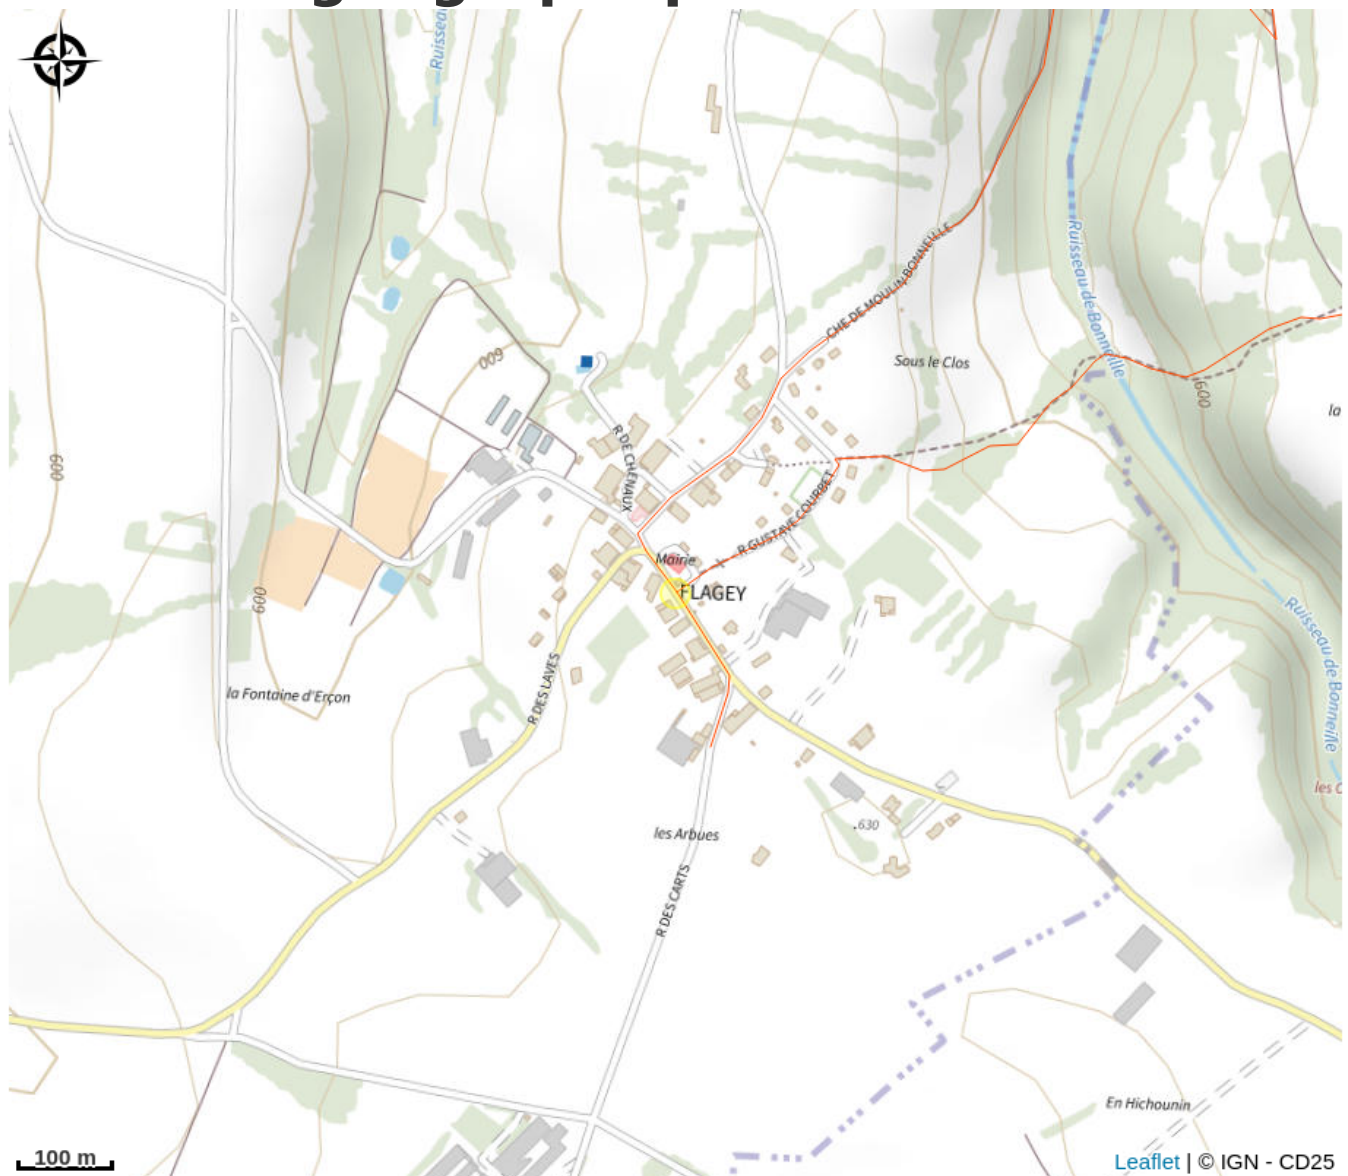 Ruisseau
Ruisseau de Bonneille
CHE DE MOULIN BONNEVILLE
Sous le Clos
600
600
la
R DE CHENAUX
600
R GUSTAVE COURBET
Mairie
FLAGEY
600
Ruisseau de Bonneille
R DES LAVES
la Fontaine d'Erçon
les
.630
les Arbues
R DES CARTS
En Hichounin
100 m
Leaflet | © IGN - CD25